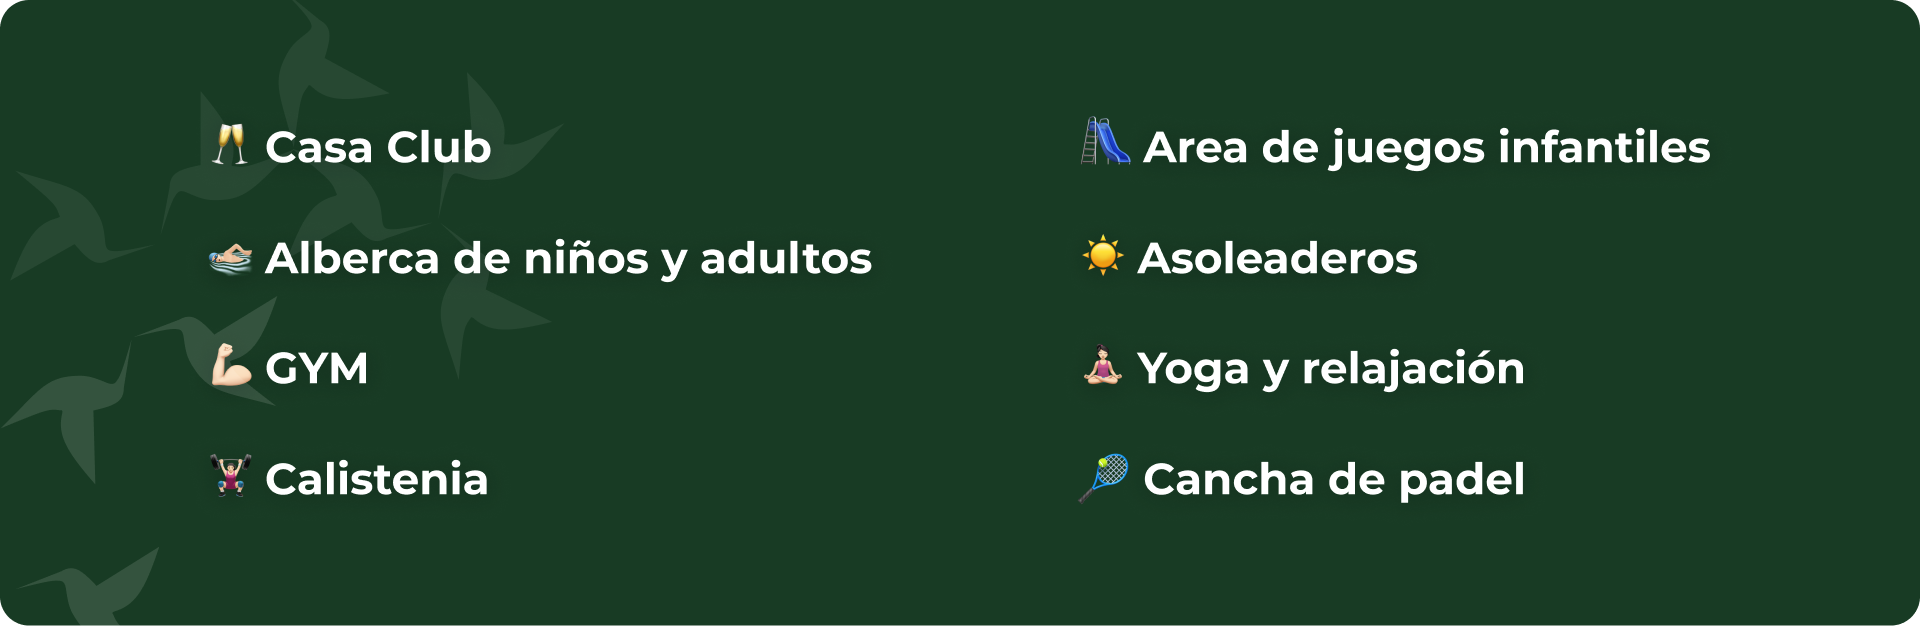 Casa Club
Alberca de niños y adultos
GYM
Calistenia
Area de juegos infantiles
Asoleaderos
Yoga y relajación
Cancha de padel